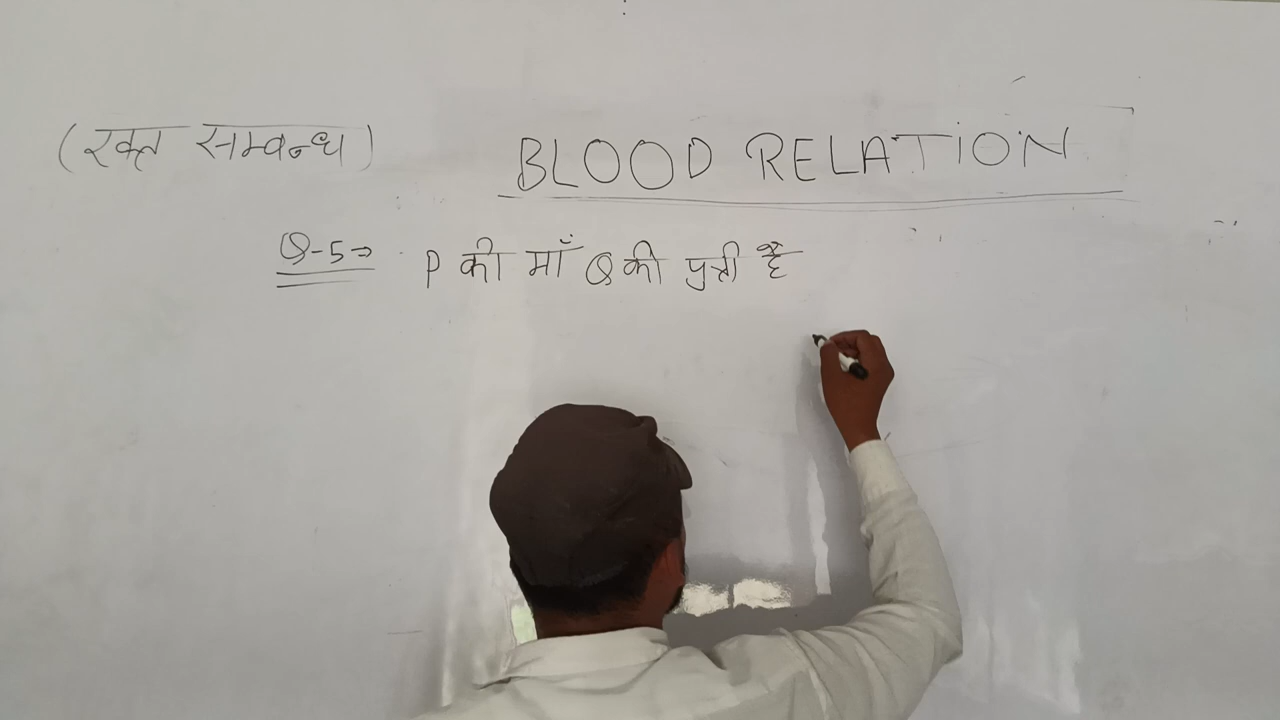 (रक्त सम्बन्ध) BLOOD RELATION
Q-5⇒ P की माँ Q की पुत्री है